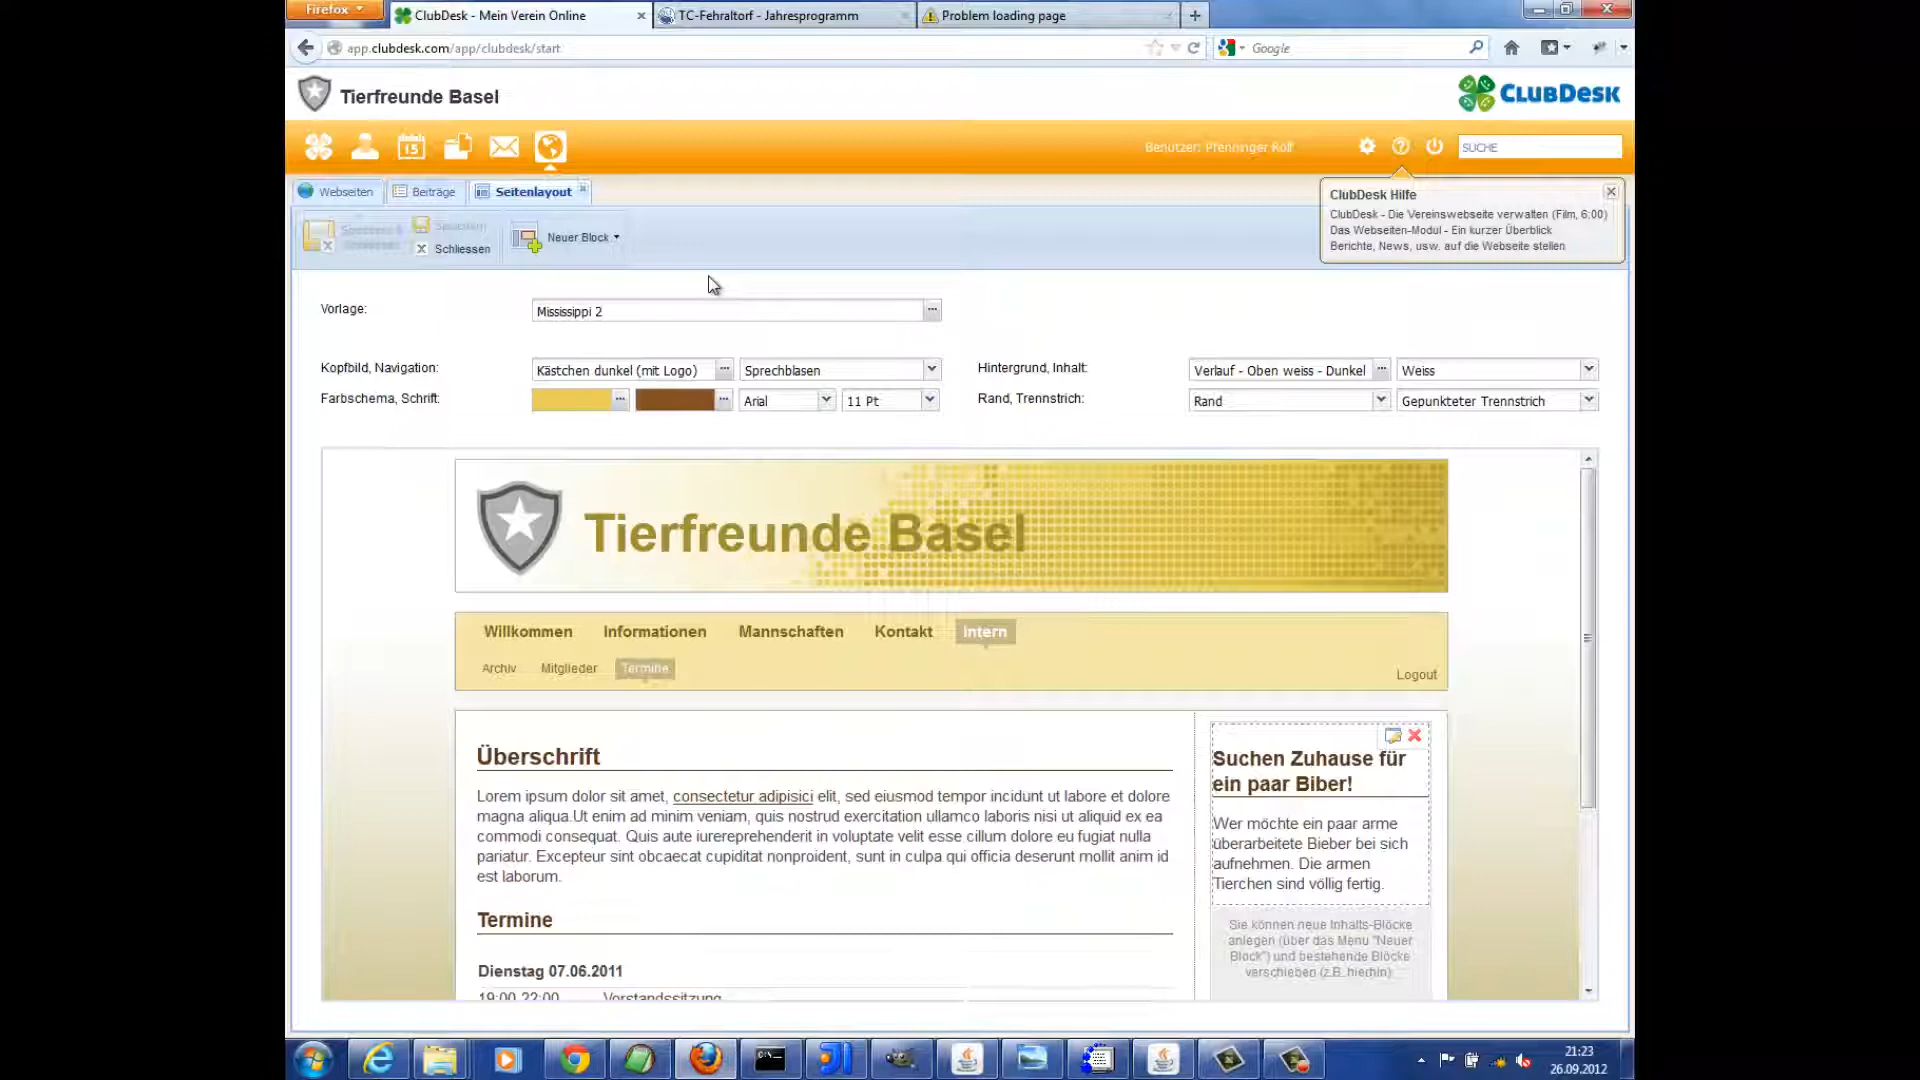 Firefox
ClubDesk - Mein Verein Online
TC-Fehraltorf - Jahresprogramm
Problem loading page
app.clubdesk.com/app/clubdesk/start
Google
Tierfreunde Basel
CLUBDESK
15
Benutzer: Pfenninger Rolf
SUCHE
Webseiten
Beiträge
Seitenlayout
ClubDesk Hilfe
ClubDesk - Die Vereinswebseite verwalten (Film, 6:00)
Das Webseiten-Modul - Ein kurzer Überblick
Berichte, News, usw. auf die Webseite stellen
Speichern
Schliessen
Neuer Block
Vorlage:
Mississippi 2
Kopfbild, Navigation:
Kästchen dunkel (mit Logo)
Sprechblasen
Hintergrund, Inhalt:
Verlauf - Oben weiss - Dunkel
Weiss
Farbschema, Schrift:
Arial
11 Pt
Rand, Trennstrich:
Rand
Gepunkteter Trennstrich
Tierfreunde Basel
Willkommen
Informationen
Mannschaften
Kontakt
Intern
Archiv
Mitglieder
Termine
Logout
Überschrift
Lorem ipsum dolor sit amet, consectetur adipisici elit, sed eiusmod tempor incidunt ut labore et dolore
magna aliqua.Ut enim ad minim veniam, quis nostrud exercitation ullamco laboris nisi ut aliquid ex ea
commodi consequat. Quis aute iurereprehenderit in voluptate velit esse cillum dolore eu fugiat nulla
pariatur. Excepteur sint obcaecat cupiditat nonproident, sunt in culpa qui officia deserunt mollit anim id
est laborum.
Termine
Dienstag 07.06.2011
19:00-22:00
Vorstandssitzung
Suchen Zuhause für
ein paar Biber!
Wer möchte ein paar arme
überarbeitete Bieber bei sich
aufnehmen. Die armen
Tierchen sind völlig fertig.
Sie können neue Inhalts-Blöcke
anlegen (über das Menu "Neuer
Block") und bestehende Blöcke
verschieben (z.B. hierhin)
21:23
26.09.2012